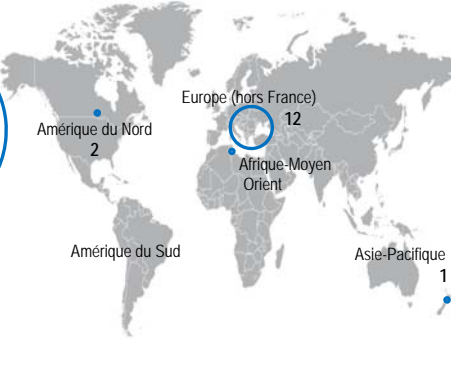 Europe (hors France)
12
Amérique du Nord
2
Afrique-Moyen
Orient
Amérique du Sud
Asie-Pacifique
1